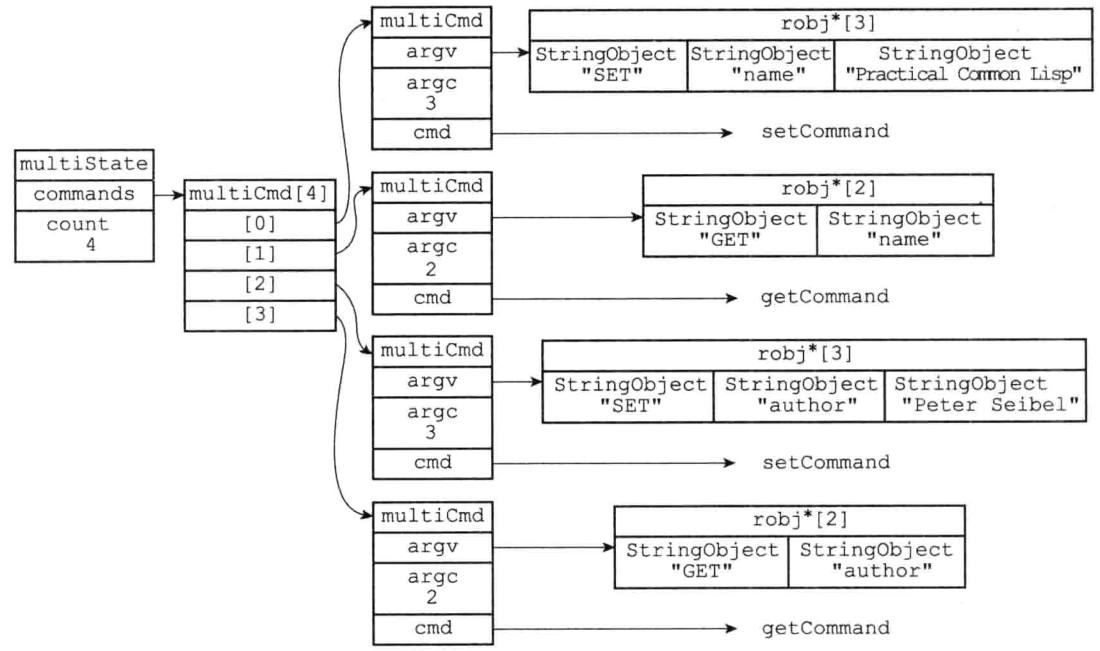 multiState
commands
count
4
multiCmd[4]
[0]
[1]
[2]
[3]
multiCmd
argv
argc
3
cmd
robj*[3]
StringObject
"SET"
StringObject
"name"
StringObject
"Practical Common Lisp"
setCommand
multiCmd
argv
argc
2
cmd
robj*[2]
StringObject
"GET"
StringObject
"name"
getCommand
multiCmd
argv
argc
3
cmd
robj*[3]
StringObject
"SET"
StringObject
"author"
StringObject
"Peter Seibel"
setCommand
multiCmd
argv
argc
2
cmd
robj*[2]
StringObject
"GET"
StringObject
"author"
getCommand